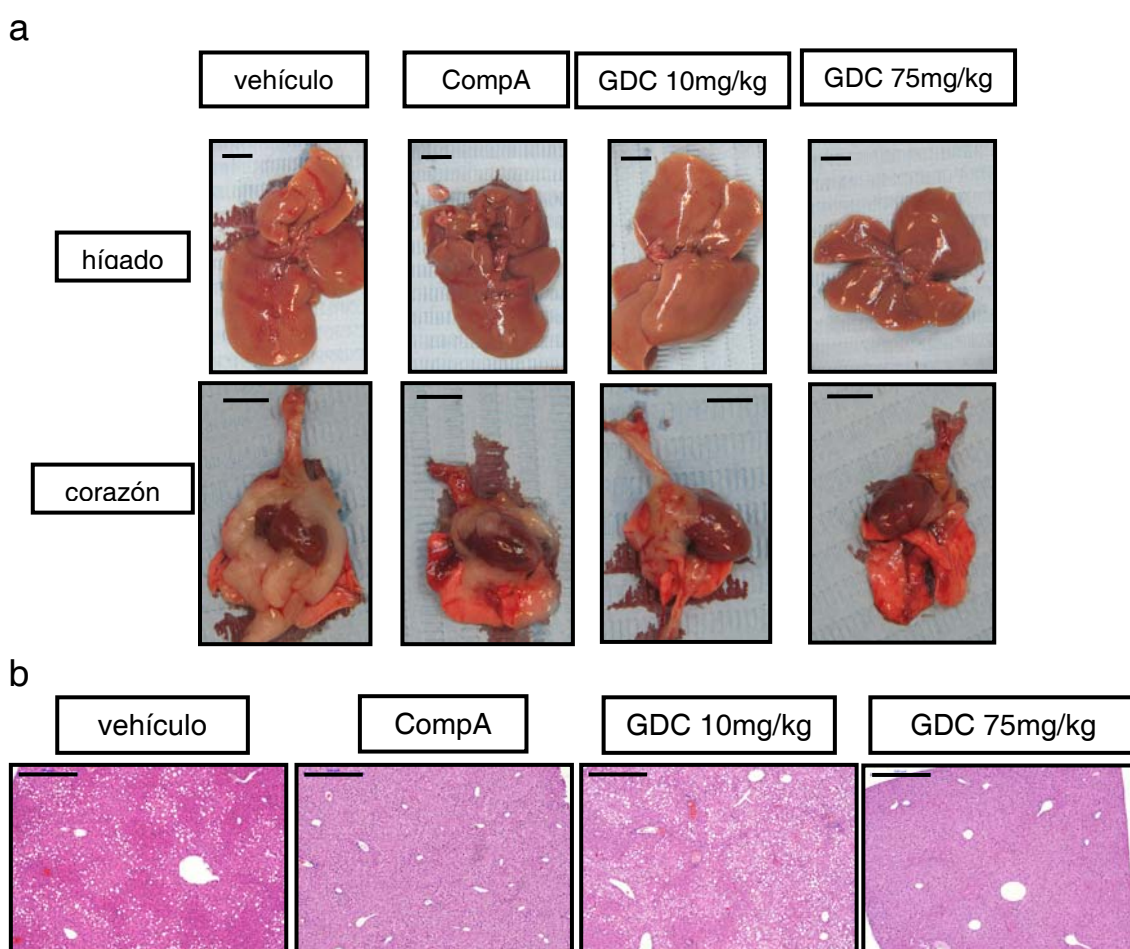 a
vehículo
CompA
GDC 10mg/kg
GDC 75mg/kg
hígado
corazón
b
vehículo
CompA
GDC 10mg/kg
GDC 75mg/kg